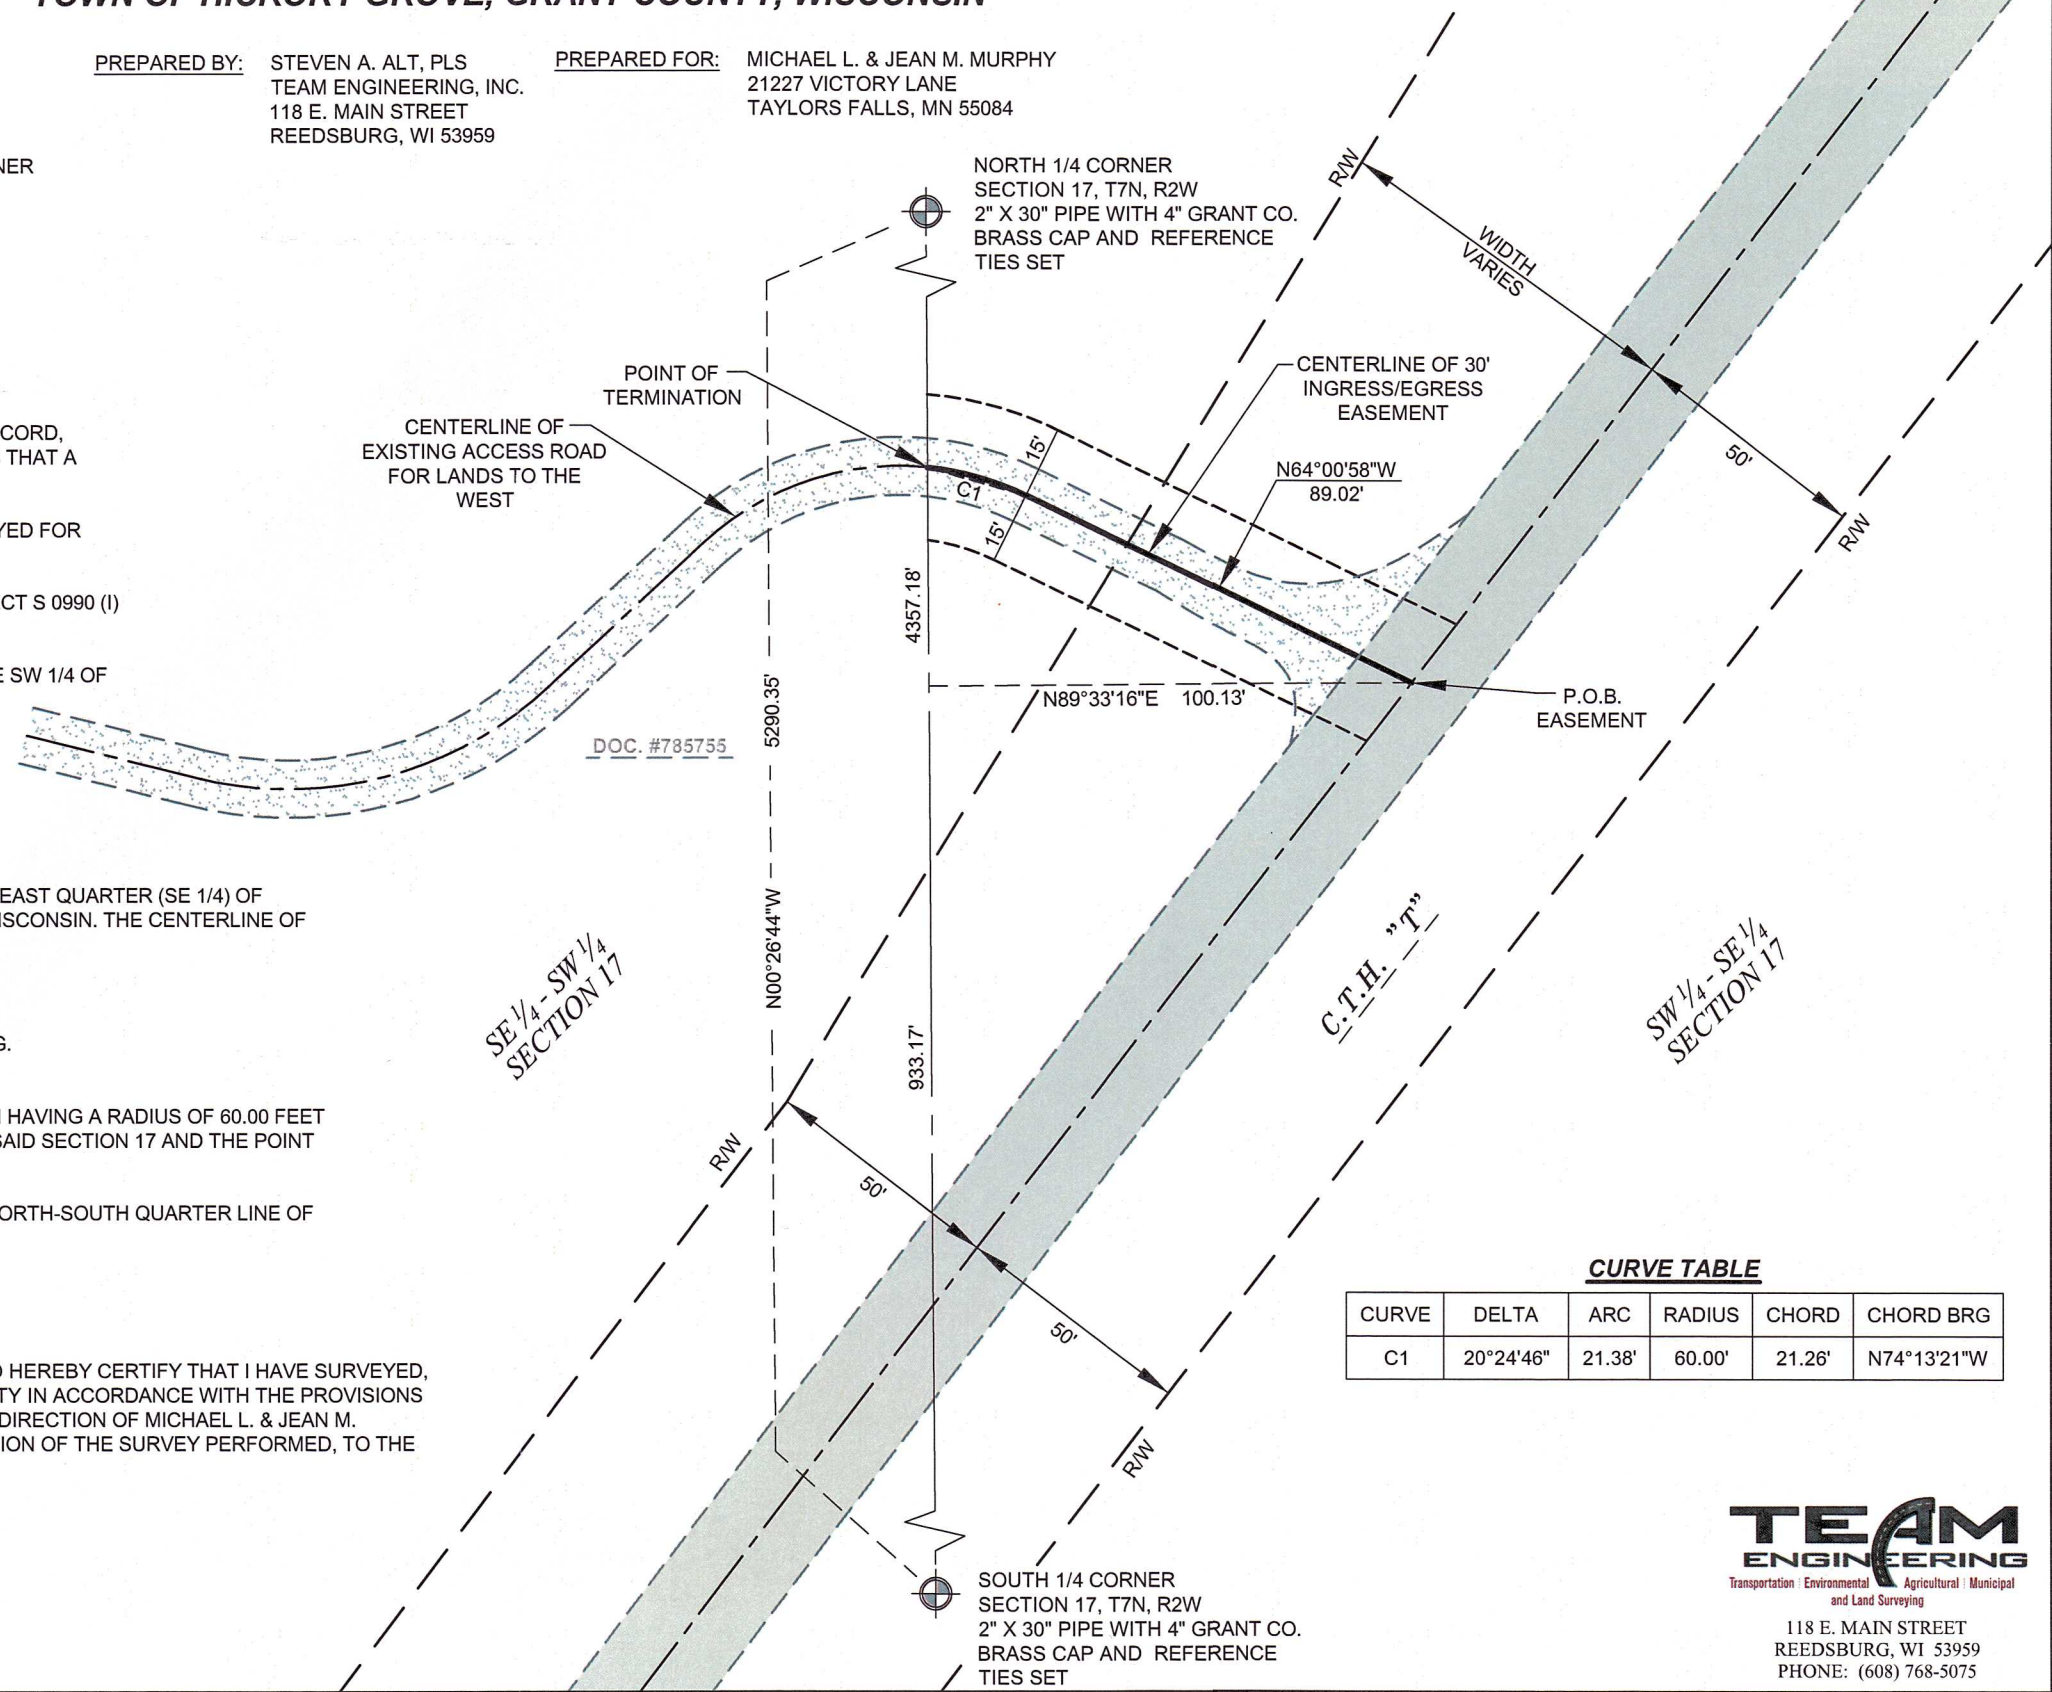 TOWN OF HICKORY GROVE, GRANT COUNTY, WISCONSIN
PREPARED BY: STEVEN A. ALT, PLS
TEAM ENGINEERING, INC.
118 E. MAIN STREET
REEDSBURG, WI 53959
PREPARED FOR: MICHAEL L. & JEAN M. MURPHY
21227 VICTORY LANE
TAYLORS FALLS, MN 55084
NER
NORTH 1/4 CORNER
SECTION 17, T7N, R2W
2" X 30" PIPE WITH 4" GRANT CO.
BRASS CAP AND REFERENCE
TIES SET
R/W
WIDTH
VARIES
50'
R/W
POINT OF
TERMINATION
CENTERLINE OF
EXISTING ACCESS ROAD
FOR LANDS TO THE
WEST
CENTERLINE OF 30'
INGRESS/EGRESS
EASEMENT
N64°00'58"W
89.02'
15'
C1
15'
CORD,
THAT A
YED FOR
CT S 0990 (I)
E SW 1/4 OF
4357.18'
5290.35'
N89°33'16"E 100.13'
P.O.B.
EASEMENT
DOC. #785755
EAST QUARTER (SE 1/4) OF
ISCONSIN. THE CENTERLINE OF
N00°26'44"W
SE 1/4 - SW 1/4
SECTION 17
C.T.H. "T"
SW 1/4 - SE 1/4
SECTION 17
G.
933.17'
HAVING A RADIUS OF 60.00 FEET
SAID SECTION 17 AND THE POINT
R/W
50'
ORTH-SOUTH QUARTER LINE OF
50'
R/W
CURVE TABLE
CURVE DELTA ARC RADIUS CHORD CHORD BRG
C1 20°24'46" 21.38' 60.00' 21.26' N74°13'21"W
HEREBY CERTIFY THAT I HAVE SURVEYED,
TY IN ACCORDANCE WITH THE PROVISIONS
DIRECTION OF MICHAEL L. & JEAN M.
ION OF THE SURVEY PERFORMED, TO THE
SOUTH 1/4 CORNER
SECTION 17, T7N, R2W
2" X 30" PIPE WITH 4" GRANT CO.
BRASS CAP AND REFERENCE
TIES SET
TEAM
ENGINEERING
Transportation Environmental Agricultural Municipal
and Land Surveying
118 E. MAIN STREET
REEDSBURG, WI 53959
PHONE: (608) 768-5075